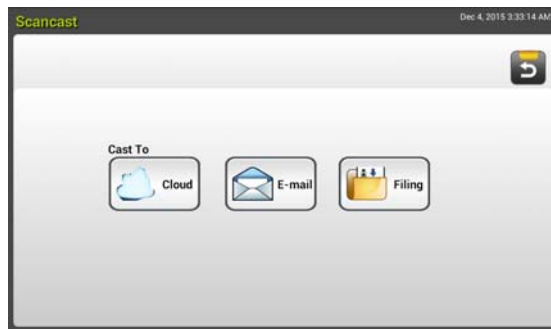 Scancast
Dec 4, 2015 3:33:14 AM
Cast To
Cloud
E-mail
Filing